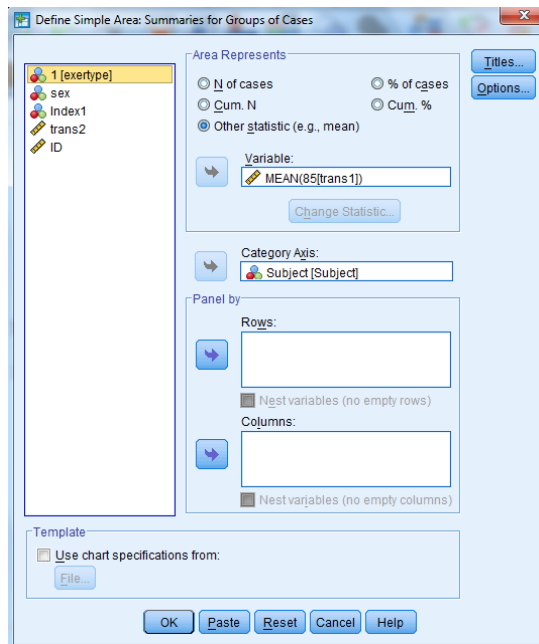 Define Simple Area: Summaries for Groups of Cases
1 [exertype]
sex
Index1
trans2
ID
Area Represents
N of cases
% of cases
Cum. N
Cum. %
Other statistic (e.g., mean)
Variable:
MEAN(85[trans1])
Change Statistic...
Category Axis:
Subject [Subject]
Panel by
Rows:
Nest variables (no empty rows)
Columns:
Nest variables (no empty columns)
Titles...
Options...
Template
Use chart specifications from:
File...
OK
Paste
Reset
Cancel
Help